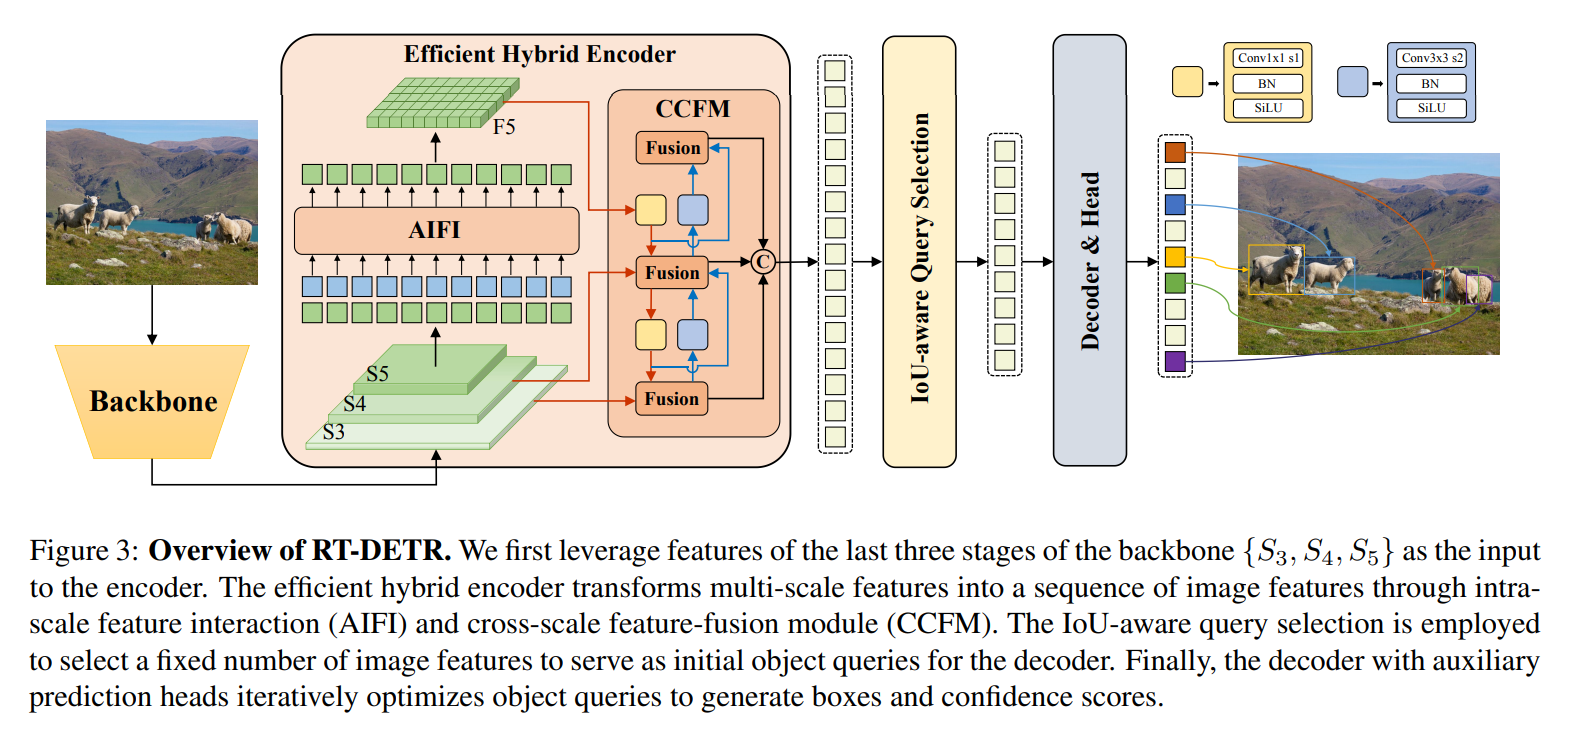 Efficient Hybrid Encoder
F5
CCFM
Fusion
AIFI
Fusion
Fusion
C
S5
S4
S3
Backbone
IoU-aware Query Selection
Decoder & Head
Conv1x1 s1
BN
SiLU
Conv3x3 s2
BN
SiLU
Figure 3: Overview of RT-DETR. We first leverage features of the last three stages of the backbone {S₃, S₄, S₅} as the input
to the encoder. The efficient hybrid encoder transforms multi-scale features into a sequence of image features through intra-
scale feature interaction (AIFI) and cross-scale feature-fusion module (CCFM). The IoU-aware query selection is employed
to select a fixed number of image features to serve as initial object queries for the decoder. Finally, the decoder with auxiliary
prediction heads iteratively optimizes object queries to generate boxes and confidence scores.